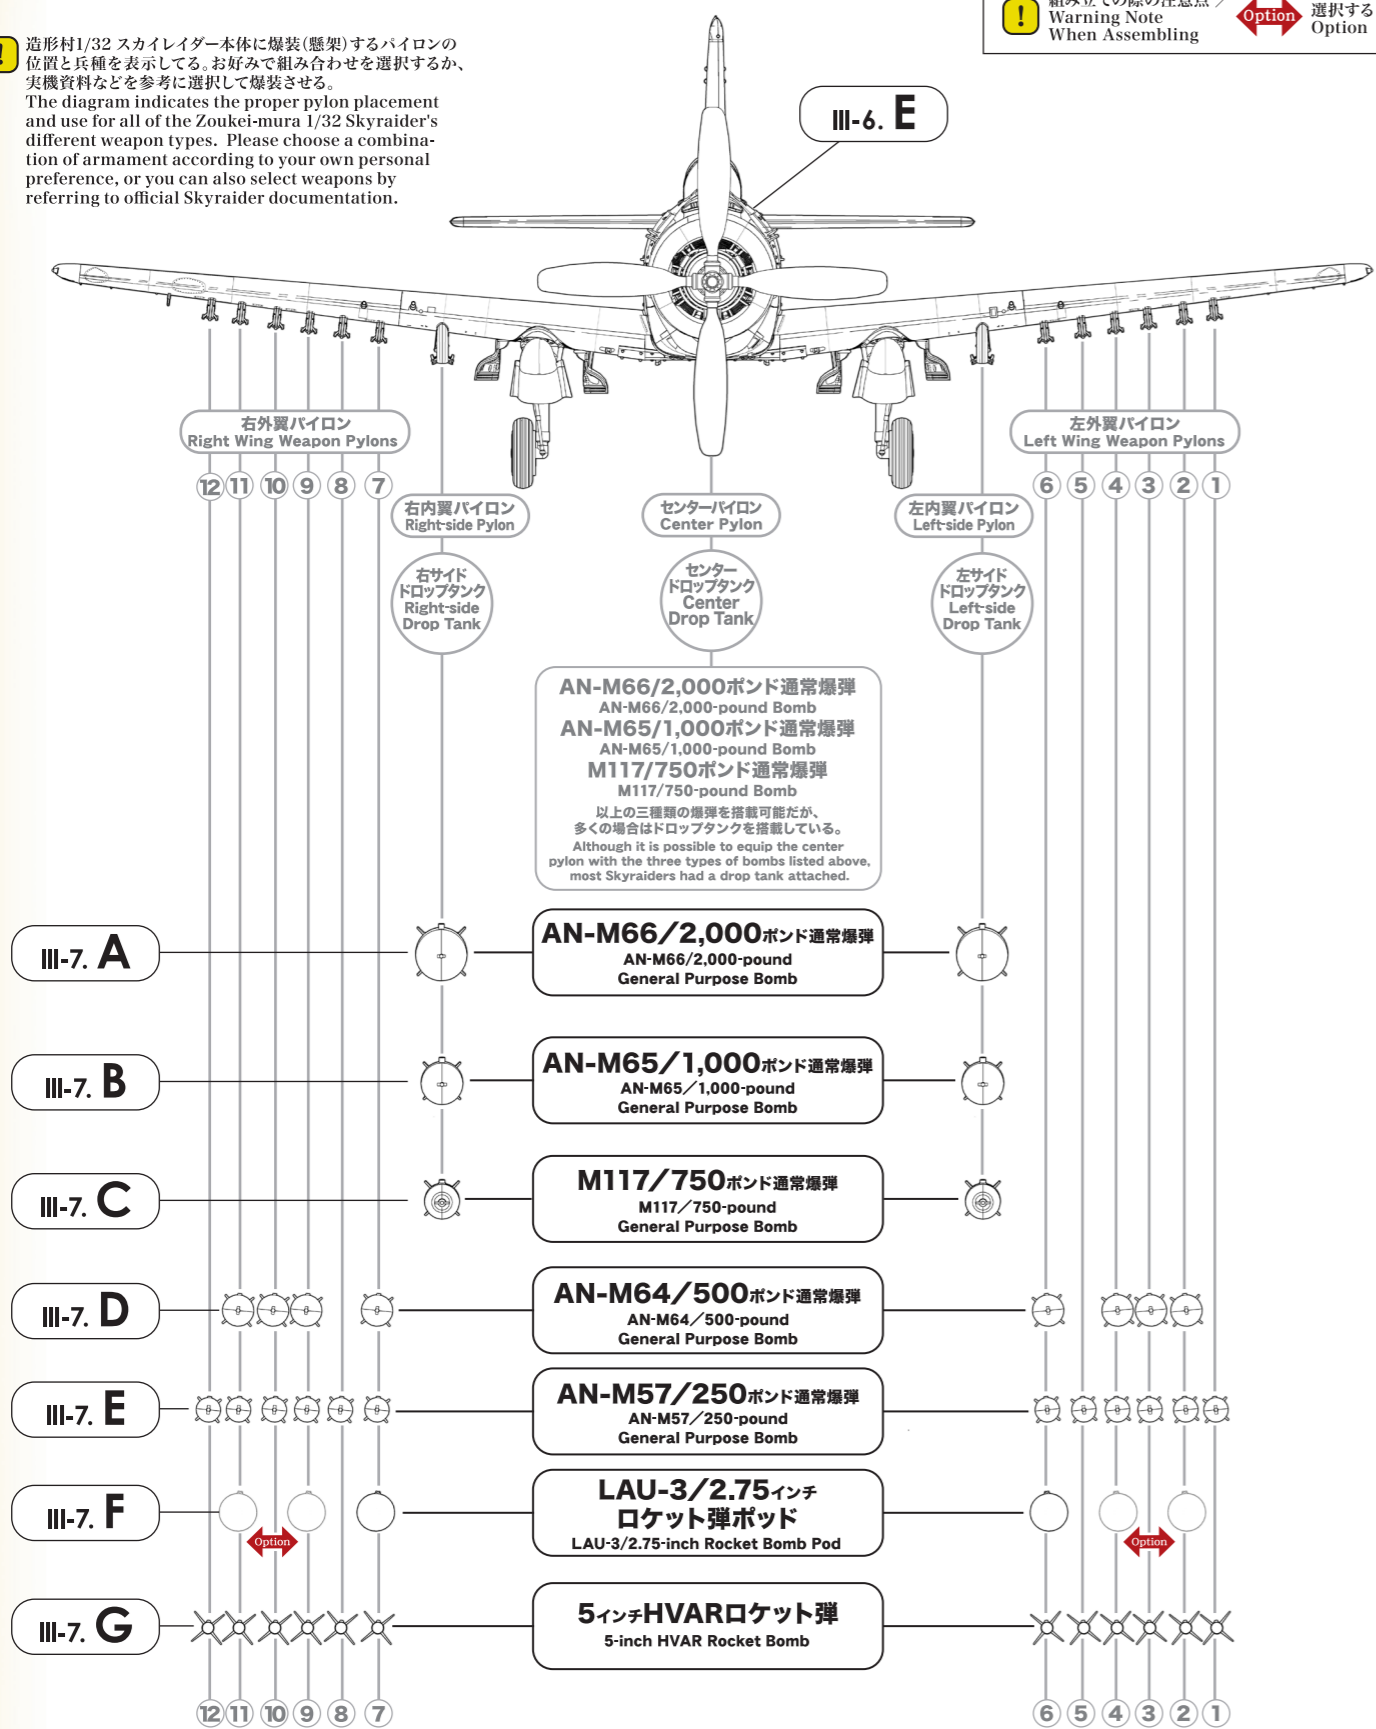 組み立ての際の注意点／
Warning Note
When Assembling
Option
選択する
Option
!
!
造形村1/32 スカイレイダー本体に爆装(懸架)するパイロンの
位置と兵種を表示してる。お好みで組み合わせを選択するか、
実機資料などを参考に選択して爆装させる。
The diagram indicates the proper pylon placement
and use for all of the Zoukei-mura 1/32 Skyraider's
different weapon types. Please choose a combina-
tion of armament according to your own personal
preference, or you can also select weapons by
referring to official Skyraider documentation.
III-6. E
右外翼パイロン
Right Wing Weapon Pylons
左外翼パイロン
Left Wing Weapon Pylons
⑫ ⑪ ⑩ ⑨ ⑧ ⑦
⑥ ⑤ ④ ③ ② ①
右内翼パイロン
Right-side Pylon
センターパイロン
Center Pylon
左内翼パイロン
Left-side Pylon
右サイド
ドロップタンク
Right-side
Drop Tank
センター
ドロップタンク
Center
Drop Tank
左サイド
ドロップタンク
Left-side
Drop Tank
AN-M66/2,000ポンド通常爆弾
AN-M66/2,000-pound Bomb
AN-M65/1,000ポンド通常爆弾
AN-M65/1,000-pound Bomb
M117/750ポンド通常爆弾
M117/750-pound Bomb
以上の三種類の爆弾を搭載可能だが、
多くの場合はドロップタンクを搭載している。
Although it is possible to equip the center
pylon with the three types of bombs listed above,
most Skyraiders had a drop tank attached.
III-7. A
AN-M66／2,000ポンド通常爆弾
AN-M66/2,000-pound
General Purpose Bomb
III-7. B
AN-M65／1,000ポンド通常爆弾
AN-M65／1,000-pound
General Purpose Bomb
III-7. C
M117／750ポンド通常爆弾
M117／750-pound
General Purpose Bomb
III-7. D
AN-M64／500ポンド通常爆弾
AN-M64／500-pound
General Purpose Bomb
III-7. E
AN-M57/250ポンド通常爆弾
AN-M57／250-pound
General Purpose Bomb
III-7. F
LAU-3/2.75インチ
ロケット弾ポッド
LAU-3/2.75-inch Rocket Bomb Pod
Option
Option
III-7. G
5インチHVARロケット弾
5-inch HVAR Rocket Bomb
⑫ ⑪ ⑩ ⑨ ⑧ ⑦
⑥ ⑤ ④ ③ ② ①